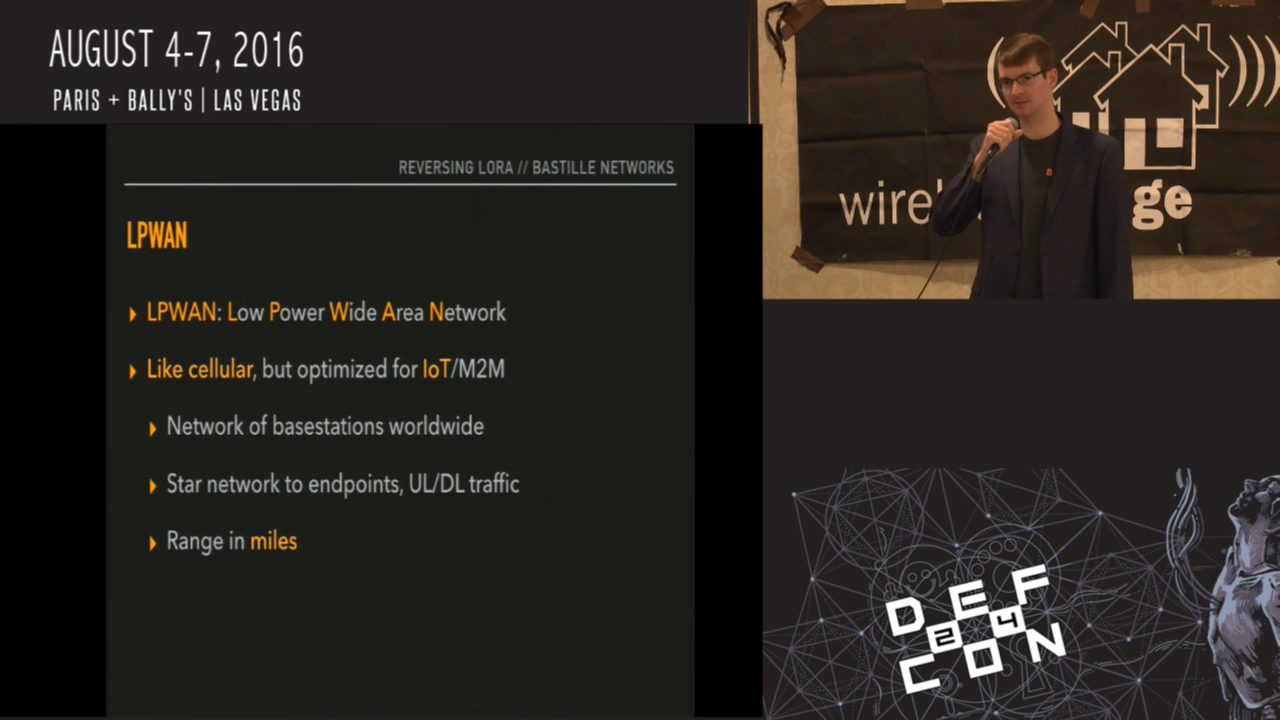 AUGUST 4-7, 2016
PARIS + BALLY'S | LAS VEGAS
REVERSING LORA // BASTILLE NETWORKS
LPWAN
LPWAN: Low Power Wide Area Network
Like cellular, but optimized for IoT/M2M
Network of basestations worldwide
Star network to endpoints, UL/DL traffic
Range in miles
wirel
ge
DEF
24
CON